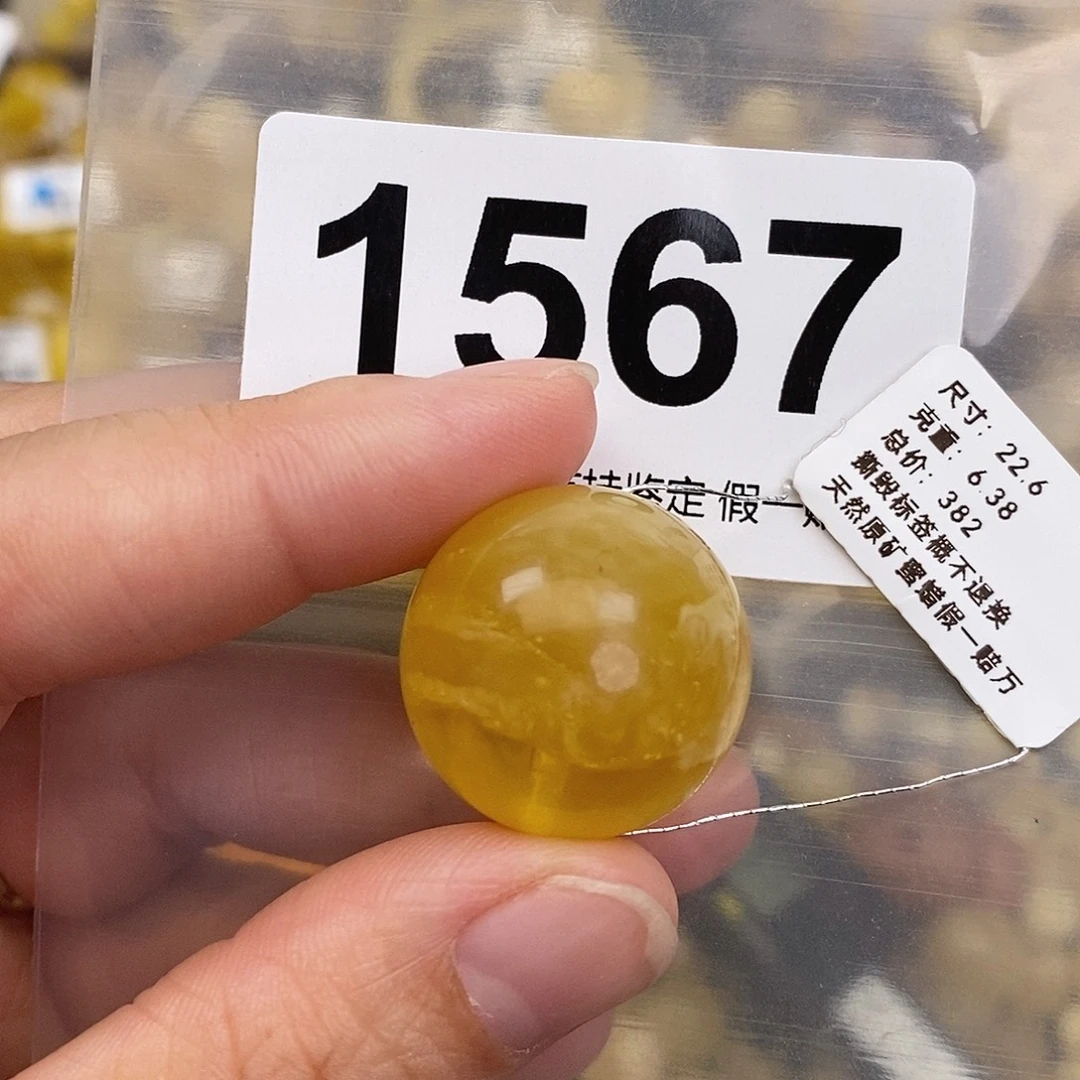 1567
持鉴定 假一
尺寸: 22.6
克重: 6.38
总价: 382
撕毁标签概不退换
天然原矿蜜蜡假一赔万